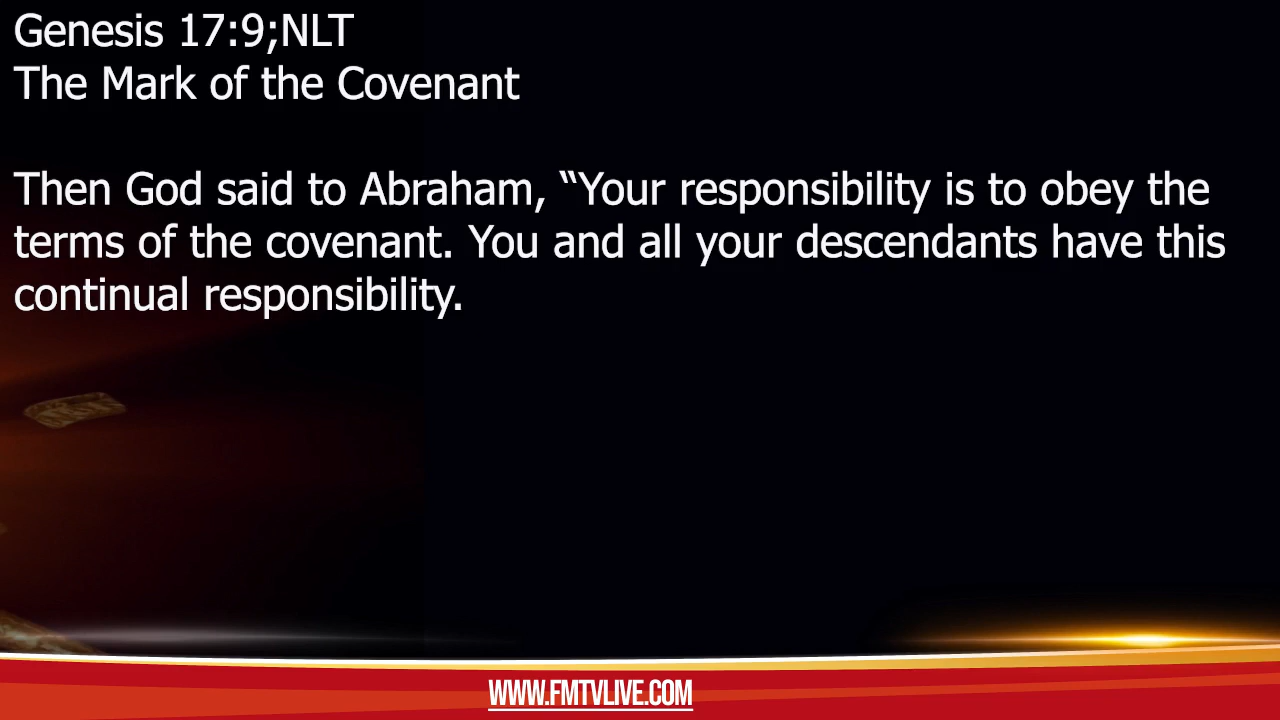 Genesis 17:9;NLT
The Mark of the Covenant
Then God said to Abraham, “Your responsibility is to obey the
terms of the covenant. You and all your descendants have this
continual responsibility.
WWW.FMTVLIVE.COM